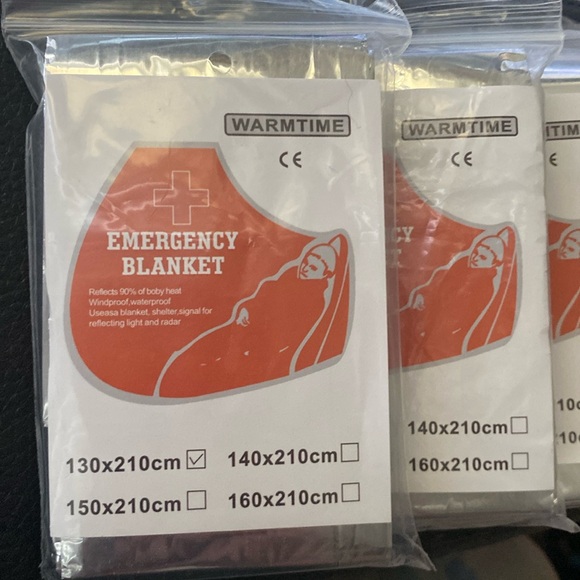 WARMTIME
CE
EMERGENCY
BLANKET
Reflects 90% of boby heat
Windproof,waterproof
Useasa blanket, shelter,signal for
reflecting light and radar
130x210cm 140x210cm
150x210cm 160x210cm
WARMTIME
CE
140x210cm
160x210cm